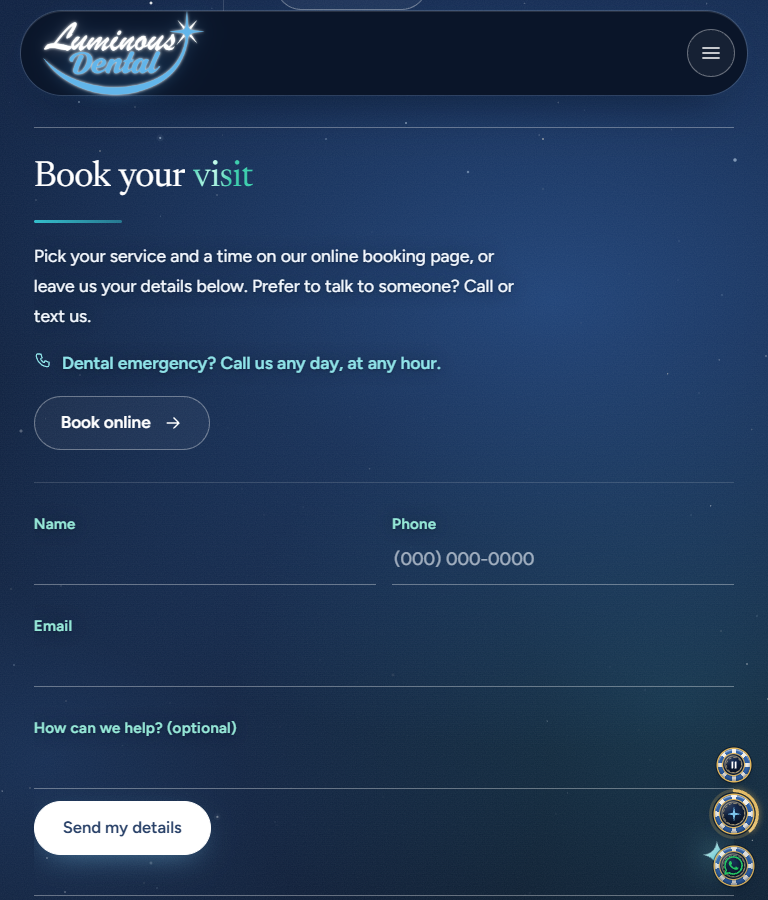 Luminous
Dental
Book your visit
Pick your service and a time on our online booking page, or
leave us your details below. Prefer to talk to someone? Call or
text us.
Dental emergency? Call us any day, at any hour.
Book online
Name
Phone
(000) 000-0000
Email
How can we help? (optional)
Send my details